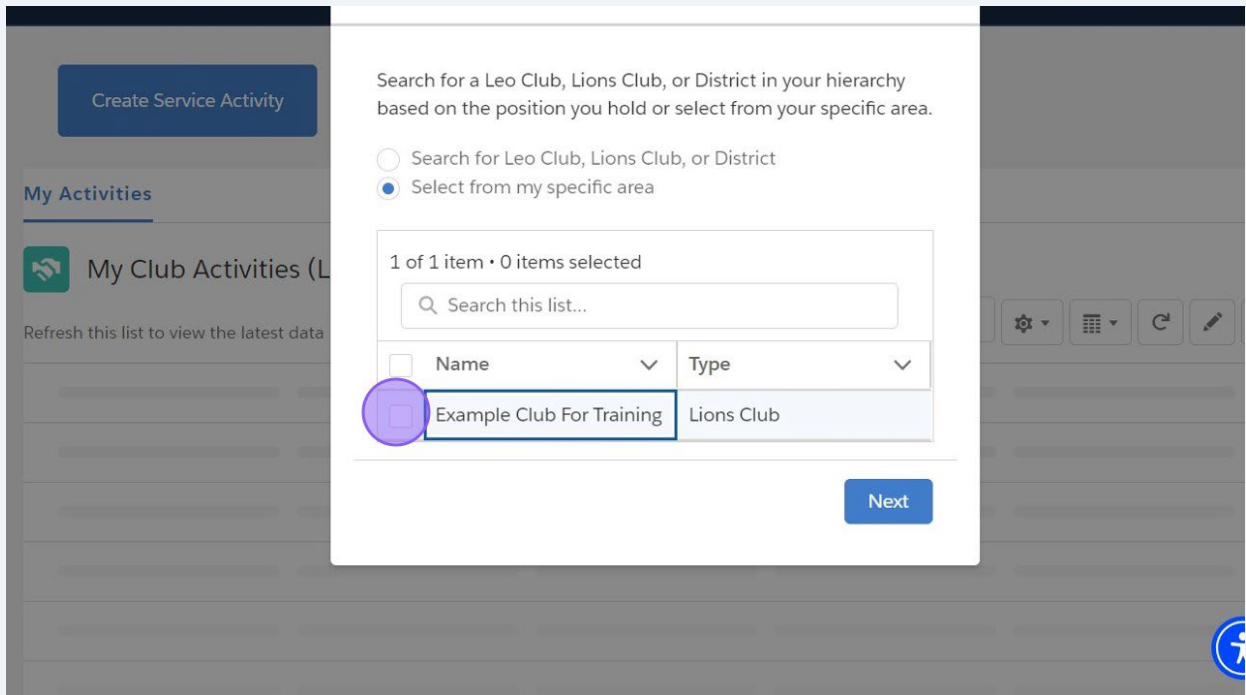 Search for a Leo Club, Lions Club, or District in your hierarchy
based on the position you hold or select from your specific area.
Create Service Activity
Search for Leo Club, Lions Club, or District
Select from my specific area
My Activities
1 of 1 item • 0 items selected
My Club Activities (L
Search this list...
Refresh this list to view the latest data
Name Type
Example Club For Training Lions Club
Next